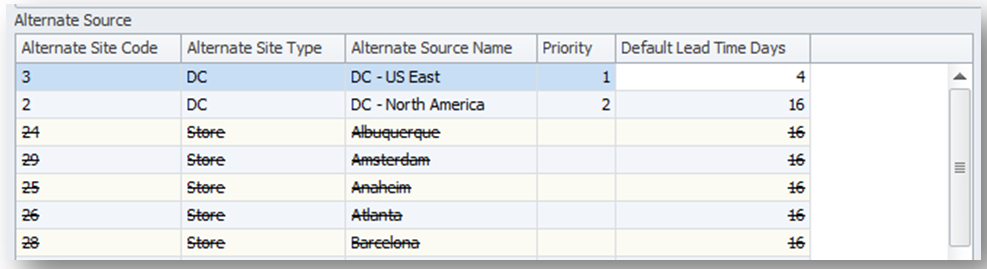 Alternate Source
Alternate Site Code Alternate Site Type Alternate Source Name Priority Default Lead Time Days
3 DC DC - US East 1 4
2 DC DC - North America 2 16
24 Store Albuquerque 16
29 Store Amsterdam 16
25 Store Anaheim 16
26 Store Atlanta 16
28 Store Barcelona 16